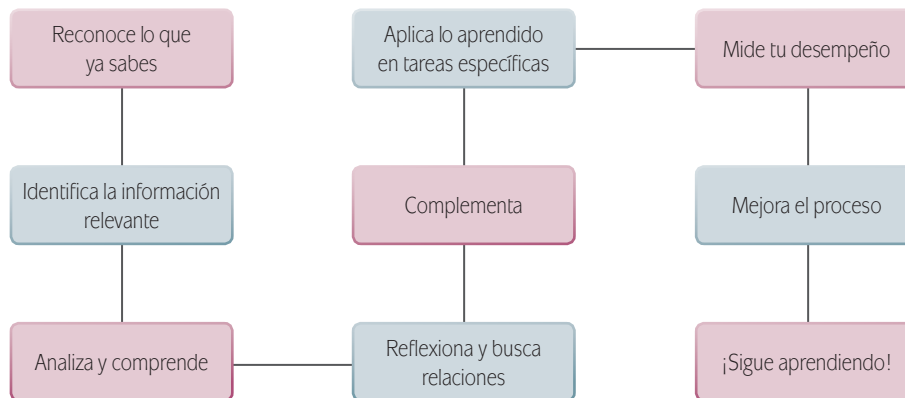 Reconoce lo que
ya sabes
Identifica la información
relevante
Analiza y comprende
Reflexiona y busca
relaciones
Complementa
Aplica lo aprendido
en tareas específicas
Mide tu desempeño
Mejora el proceso
¡Sigue aprendiendo!